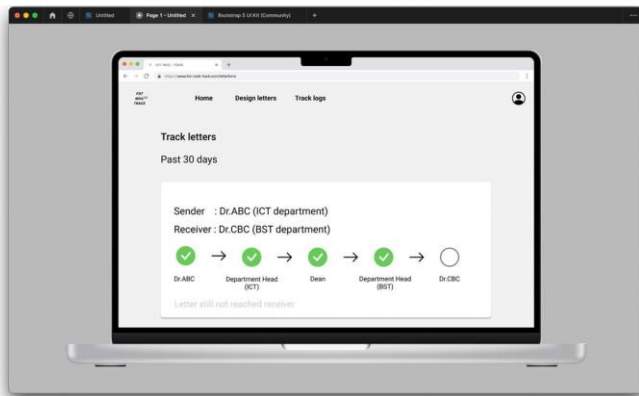 Untitled
Page 1 - Untitled
Bootstrap 5 UI Kit (Community)
Home
Design letters
Track logs
Track letters
Past 30 days
Sender : Dr.ABC (ICT department)
Receiver : Dr.CBC (BST department)
Dr.ABC
Department Head
(ICT)
Dean
Department Head
(BST)
Dr.CBC
Letter still not reached receiver